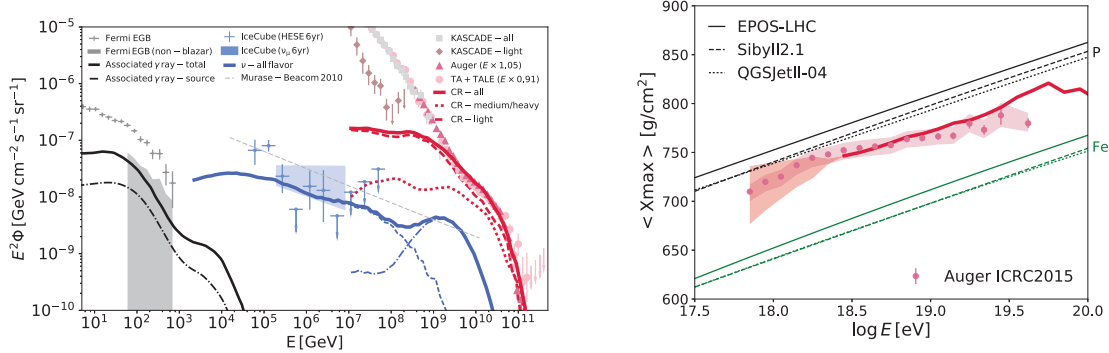 Fermi EGB
Fermi EGB (non−blazar)
Associated γray−total
Associated γray−source
IceCube (HESE 6yr)
IceCube (νμ 6yr)
ν−all flavor
Murase−Beacom 2010
KASCADE−all
KASCADE−light
Auger (E×1,05)
TA+TALE (E×0,91)
CR−all
CR−medium/heavy
CR−light
10⁻⁵
10⁻⁶
10⁻⁷
10⁻⁸
10⁻⁹
10⁻¹⁰
E²Φ [GeV cm⁻² s⁻¹ sr⁻¹]
10¹ 10² 10³ 10⁴ 10⁵ 10⁶ 10⁷ 10⁸ 10⁹ 10¹⁰ 10¹¹
E [GeV]
EPOS-LHC
Sibyll2.1
QGSJetII-04
P
Fe
Auger ICRC2015
900
850
800
750
700
650
600
< Xmax > [g/cm²]
17.5 18.0 18.5 19.0 19.5 20.0
log E [eV]